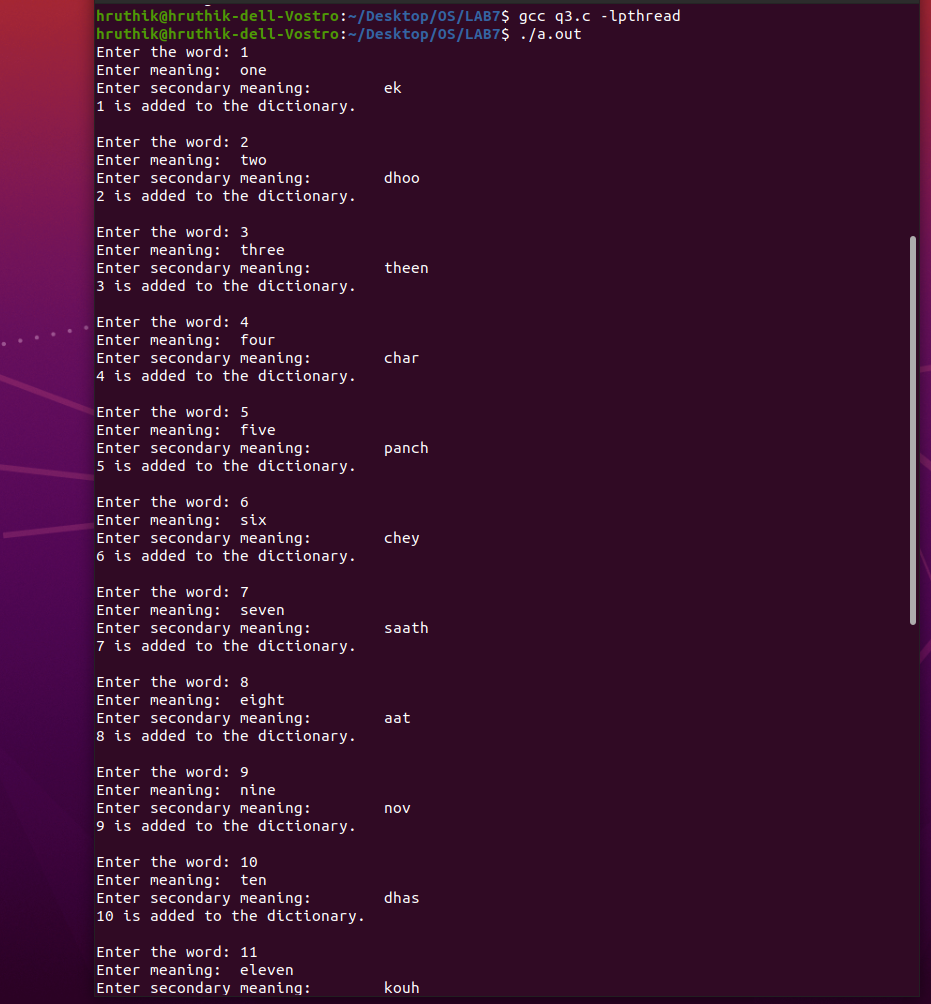 hruthik@hruthik-dell-Vostro:~/Desktop/OS/LAB7$ gcc q3.c -lpthread
hruthik@hruthik-dell-Vostro:~/Desktop/OS/LAB7$ ./a.out
Enter the word: 1
Enter meaning:  one
Enter secondary meaning:        ek
1 is added to the dictionary.

Enter the word: 2
Enter meaning:  two
Enter secondary meaning:        dhoo
2 is added to the dictionary.

Enter the word: 3
Enter meaning:  three
Enter secondary meaning:        theen
3 is added to the dictionary.

Enter the word: 4
Enter meaning:  four
Enter secondary meaning:        char
4 is added to the dictionary.

Enter the word: 5
Enter meaning:  five
Enter secondary meaning:        panch
5 is added to the dictionary.

Enter the word: 6
Enter meaning:  six
Enter secondary meaning:        chey
6 is added to the dictionary.

Enter the word: 7
Enter meaning:  seven
Enter secondary meaning:        saath
7 is added to the dictionary.

Enter the word: 8
Enter meaning:  eight
Enter secondary meaning:        aat
8 is added to the dictionary.

Enter the word: 9
Enter meaning:  nine
Enter secondary meaning:        nov
9 is added to the dictionary.

Enter the word: 10
Enter meaning:  ten
Enter secondary meaning:        dhas
10 is added to the dictionary.

Enter the word: 11
Enter meaning:  eleven
Enter secondary meaning:        kouh